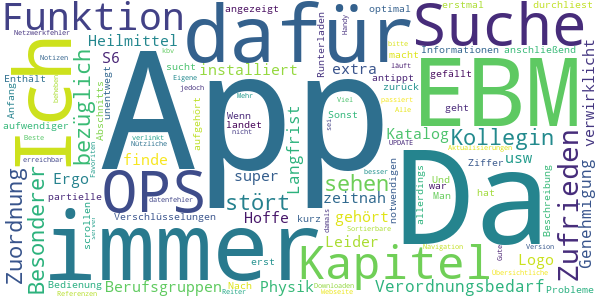 Funktion
angezeigt
dafür
Runterladen
Handy
optimal
erstmal
durchliest
Suche
Netzwerkfehler
Notizen
kbv
Heilmittel
Informationen
anschließend
S6
sucht
Eigene
bitte
macht
gefällt
Enthält
installiert
extra
läuft
jedoch
antippt
zurück
geht
EBM
verwirklicht
Anfang
Ich
bezüglich
Abschnitts
unentwegt
App
Mehr
Viel
Alle
aufwendiger
aufgehört
Wenn
Sonst
Katalog
Kollegin
Beste
verlinkt
landet
nicht
sei
UPDATE
Aktualisierungen
Nützliche
finde
Langfrist
Ziffer
usw
erreichbar
Favoriten
Zuordnung
Besonderer
Ergo
OPS
super
sehen
Da
Und
hat
war
Man
besser
notwendigen
allerdings
Beschreibung
Zufrieden
Genehmigung
partielle
datenfehler
stört
zeitnah
Verschlüsselungen
Hoffe
kurz
gehört
damals
Sortierbare
scrollen
immer
Leider
erst
Kapitel
Navigation
Gute
Version
Logo
Bedienung
Berufsgruppen
Nach
Physik
Downloaden
Webseite
Verordnungsbedarf
Übersichtliche
Probleme
Referenzen
Reiter